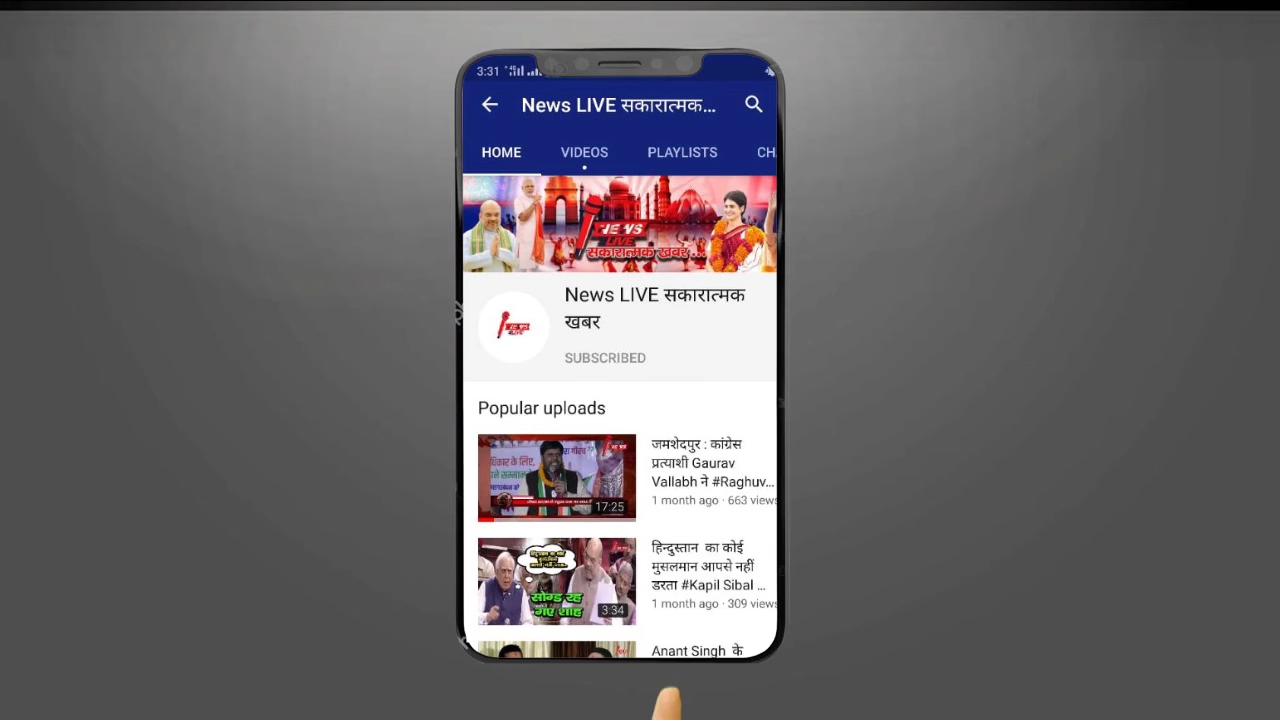 3:31
News LIVE सकारात्मक...
HOME VIDEOS PLAYLISTS CH
NEWS
LIVE
सकारात्मक खबर ...
News LIVE सकारात्मक
खबर
SUBSCRIBED
Popular uploads
धिकार के लिए,
17:25
जमशेदपुर : कांग्रेस
प्रत्याशी Gaurav
Vallabh ने #Raghuv...
1 month ago · 663 views
सोचते रह
गए शाह
3:34
हिन्दुस्तान का कोई
मुसलमान आपसे नहीं
डरता #Kapil Sibal ...
1 month ago · 309 views
Anant Singh के